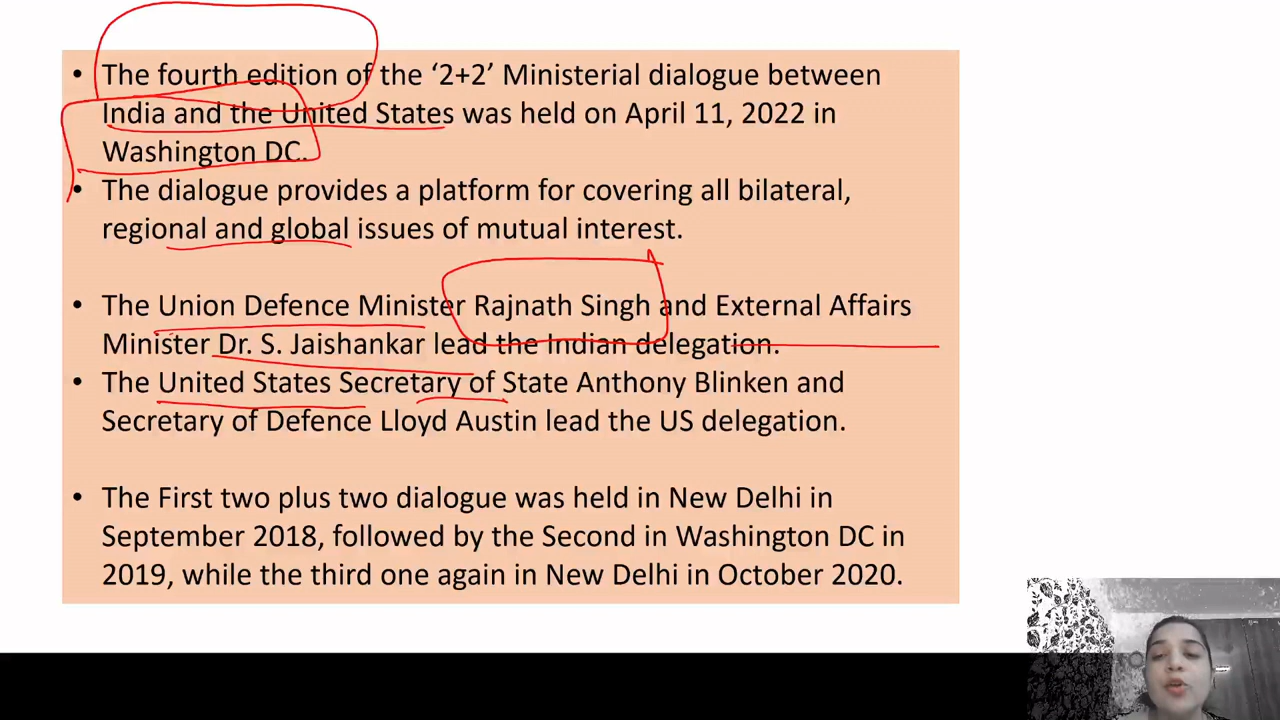 • The fourth edition of the ‘2+2’ Ministerial dialogue between
India and the United States was held on April 11, 2022 in
Washington DC.
• The dialogue provides a platform for covering all bilateral,
regional and global issues of mutual interest.
• The Union Defence Minister Rajnath Singh and External Affairs
Minister Dr. S. Jaishankar lead the Indian delegation.
• The United States Secretary of State Anthony Blinken and
Secretary of Defence Lloyd Austin lead the US delegation.
• The First two plus two dialogue was held in New Delhi in
September 2018, followed by the Second in Washington DC in
2019, while the third one again in New Delhi in October 2020.